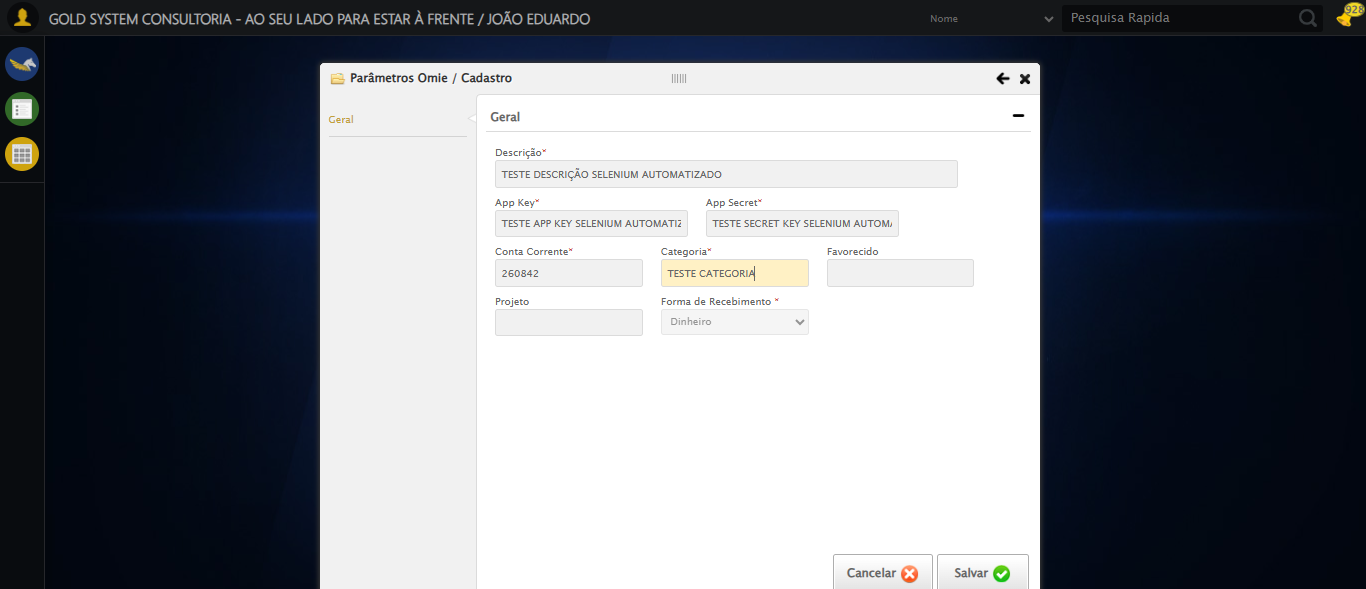 GOLD SYSTEM CONSULTORIA - AO SEU LADO PARA ESTAR À FRENTE / JOÃO EDUARDO
Nome
Pesquisa Rapida
928
Parâmetros Omie / Cadastro
Geral
Geral
Descrição*
TESTE DESCRIÇÃO SELENIUM AUTOMATIZADO
App Key* App Secret*
TESTE APP KEY SELENIUM AUTOMATIZ TESTE SECRET KEY SELENIUM AUTOMA
Conta Corrente* Categoria* Favorecido
260842 TESTE CATEGORIA
Projeto Forma de Recebimento *
Dinheiro
Cancelar Salvar